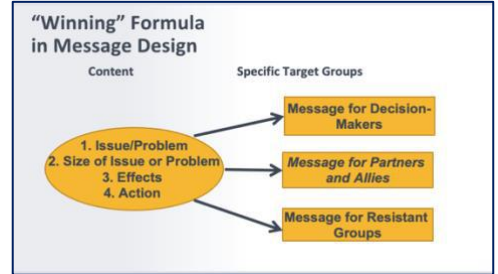 “Winning” Formula
in Message Design
Content
Specific Target Groups
1. Issue/Problem
2. Size of Issue or Problem
3. Effects
4. Action
Message for Decision-
Makers
Message for Partners
and Allies
Message for Resistant
Groups